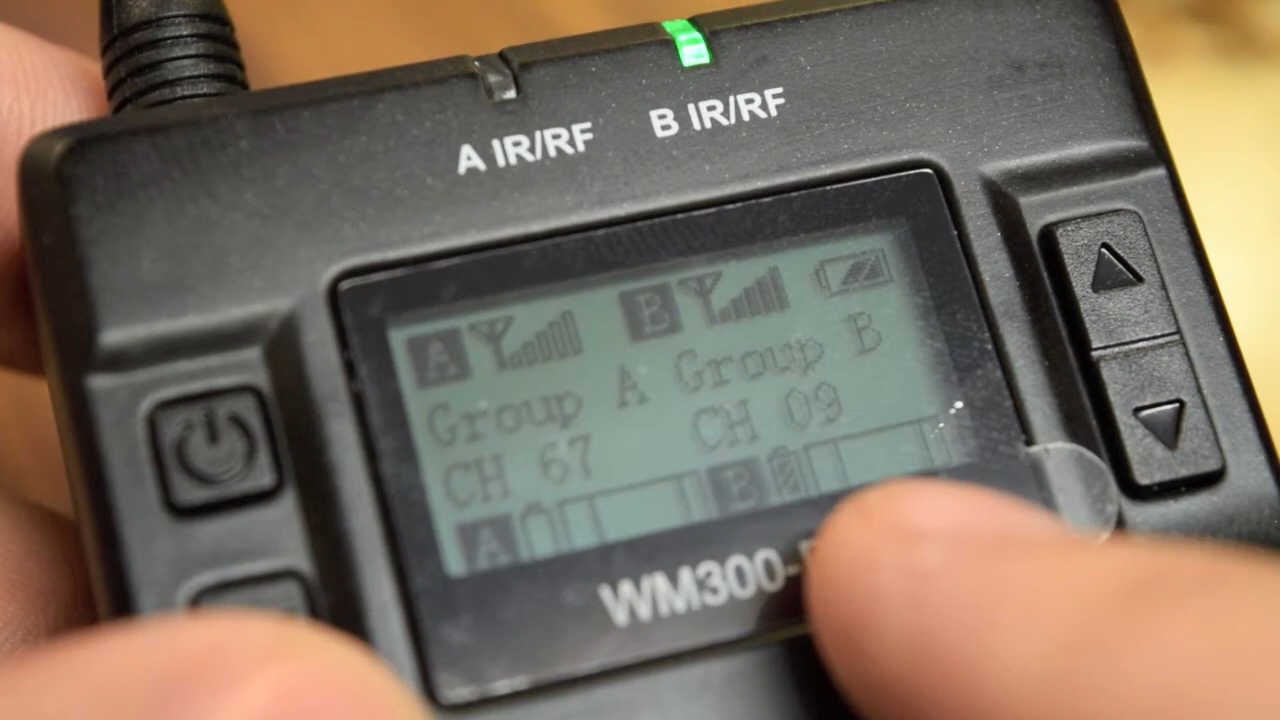 A IR/RF B IR/RF
A B
Group A Group B
CH 67 CH 09
A B
WM300-